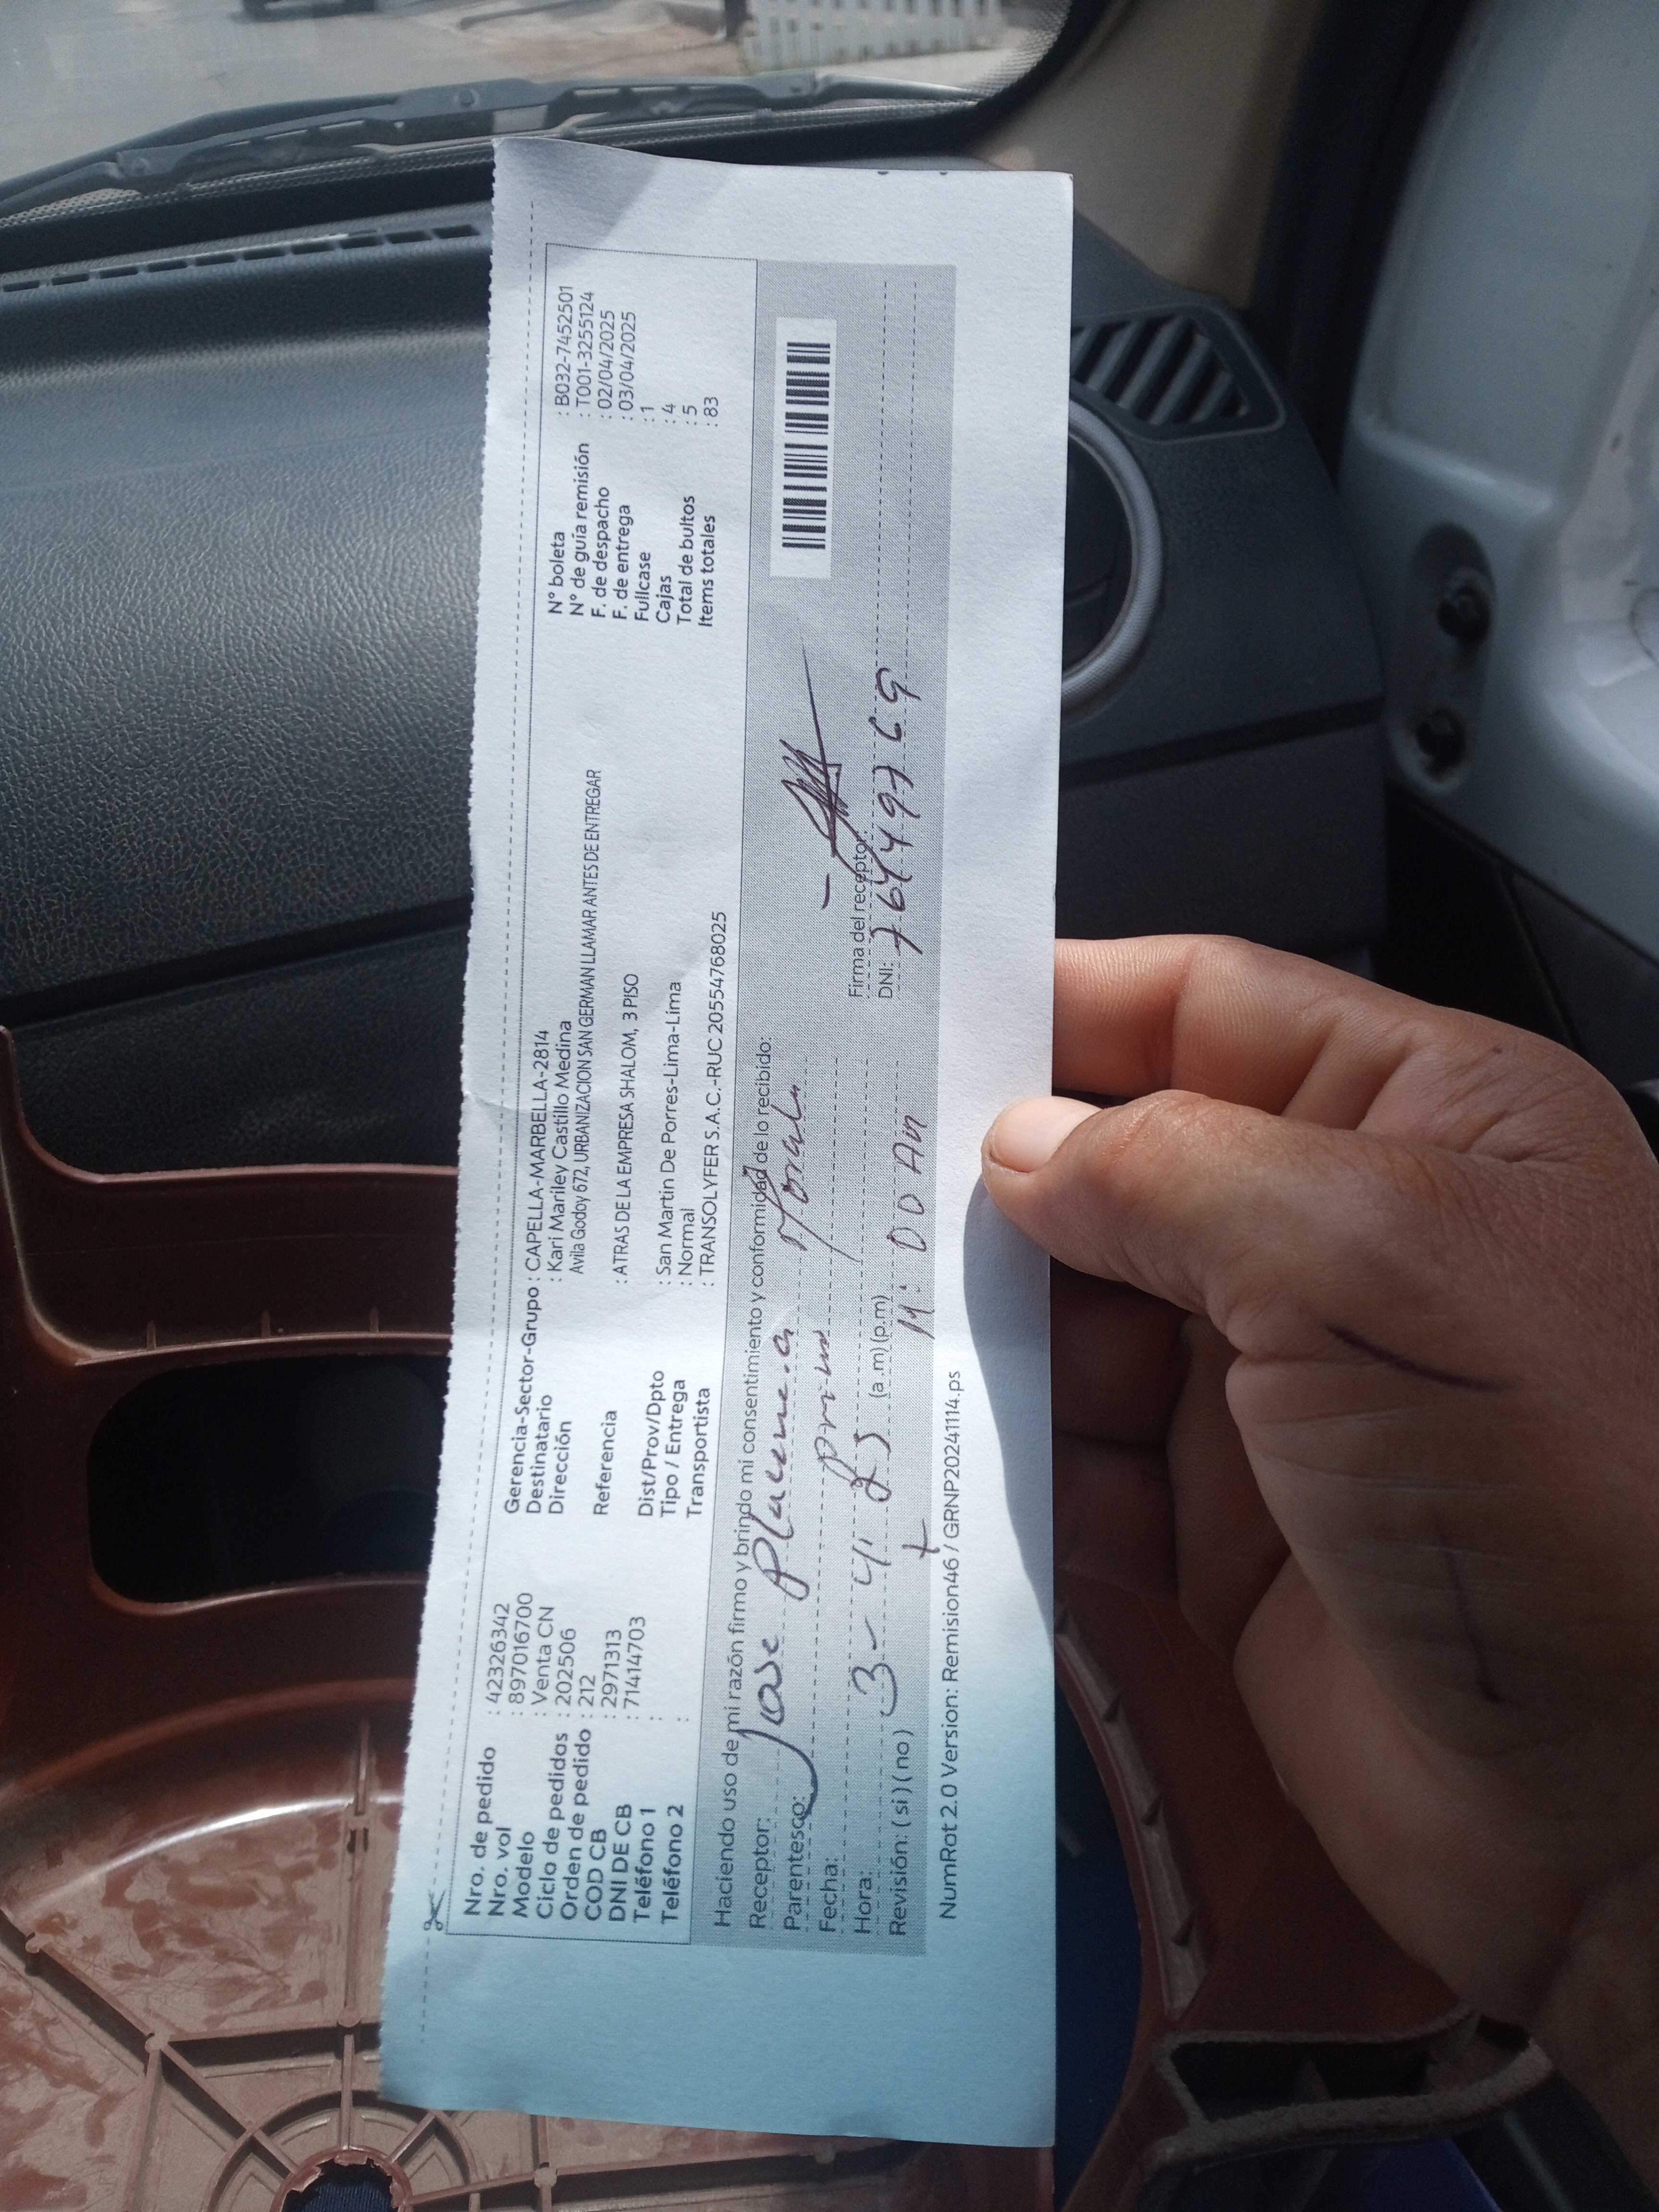 Nro. de pedido : 42326342
Nro. vol : 897016700
Modelo : Venta CN
Ciclo de pedidos : 202506
Orden de pedido : 212
COD CB : 2971313
DNI DE CB : 71414703
Teléfono 1 :
Teléfono 2 :
Gerencia-Sector-Grupo : CAPELLA-MARBELLA-2814
Destinatario : Kari Mariley Castillo Medina
Dirección Avila Godoy 672, URBANIZACION SAN GERMAN LLAMAR ANTES DE ENTREGAR
Referencia : ATRAS DE LA EMPRESA SHALOM, 3 PISO
Dist/Prov/Dpto : San Martin De Porres-Lima-Lima
Tipo / Entrega : Normal
Transportista : TRANSOLYFER S.A.C.-RUC 20554768025
N° boleta : B032-7452501
N° de guía remisión : T001-3255124
F. de despacho : 02/04/2025
F. de entrega : 03/04/2025
Fullcase : 1
Cajas : 4
Total de bultos : 5
Items totales : 83
Haciendo uso de mi razón firmo y brindo mi consentimiento y conformidad de lo recibido:
Receptor: Jose
Parentesco: Primo
Fecha: 3-4-25
Hora: (a.m)(p.m) 11:00 Am
Revisión: ( si ) ( no )
Firma del receptor:
DNI: 76449769
NumRot 2.0 Version: Remision46 / GRNP20241114.ps